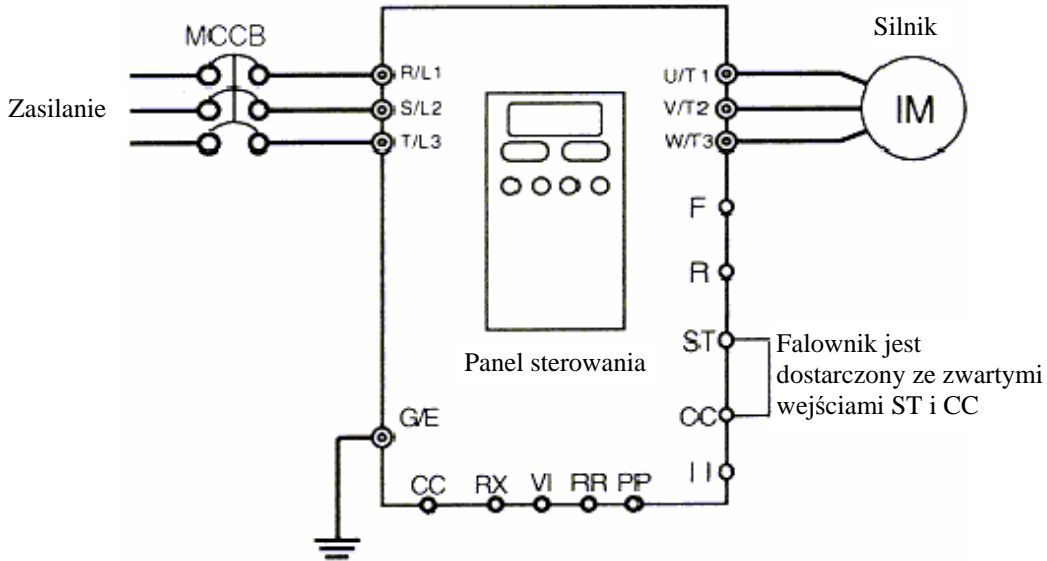 MCCB
Silnik
Zasilanie
R/L1
S/L2
T/L3
U/T1
V/T2
W/T3
IM
F
R
ST
CC
Panel sterowania
Falownik jest
dostarczony ze zwartymi
wejściami ST i CC
G/E
II
CC RX VI RR PP